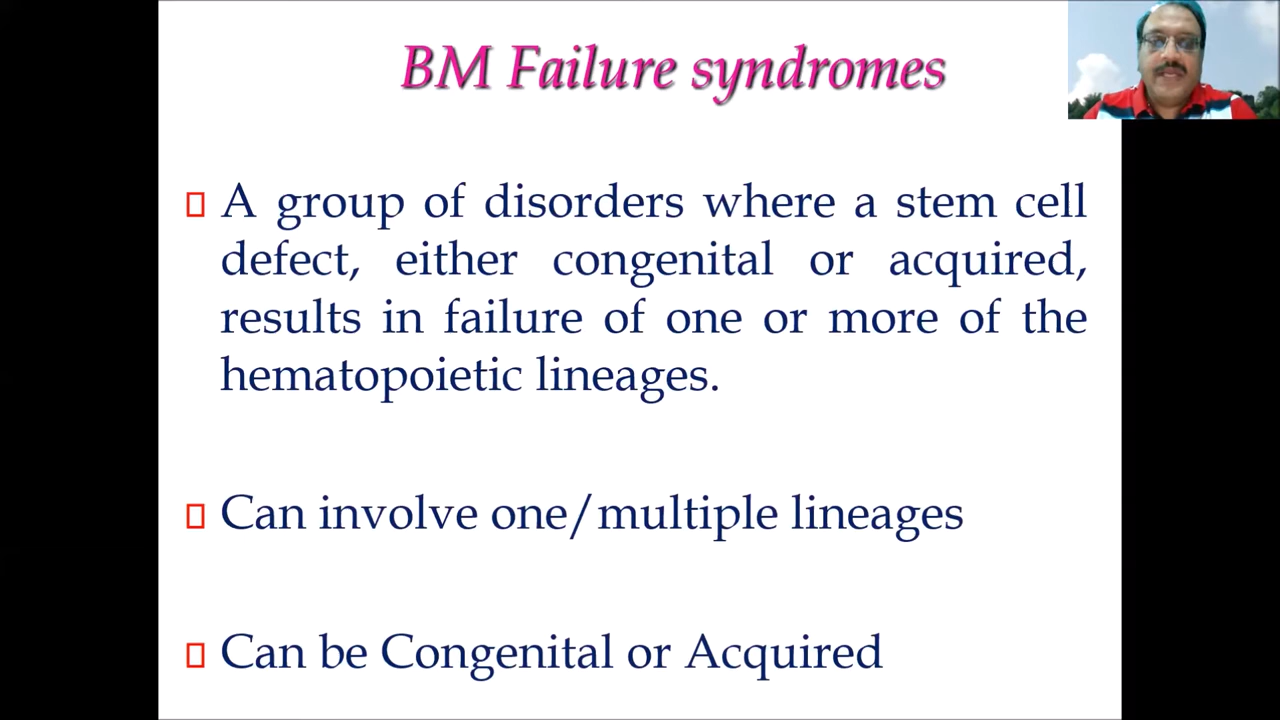 BM Failure syndromes
A group of disorders where a stem cell
defect, either congenital or acquired,
results in failure of one or more of the
hematopoietic lineages.
Can involve one/multiple lineages
Can be Congenital or Acquired